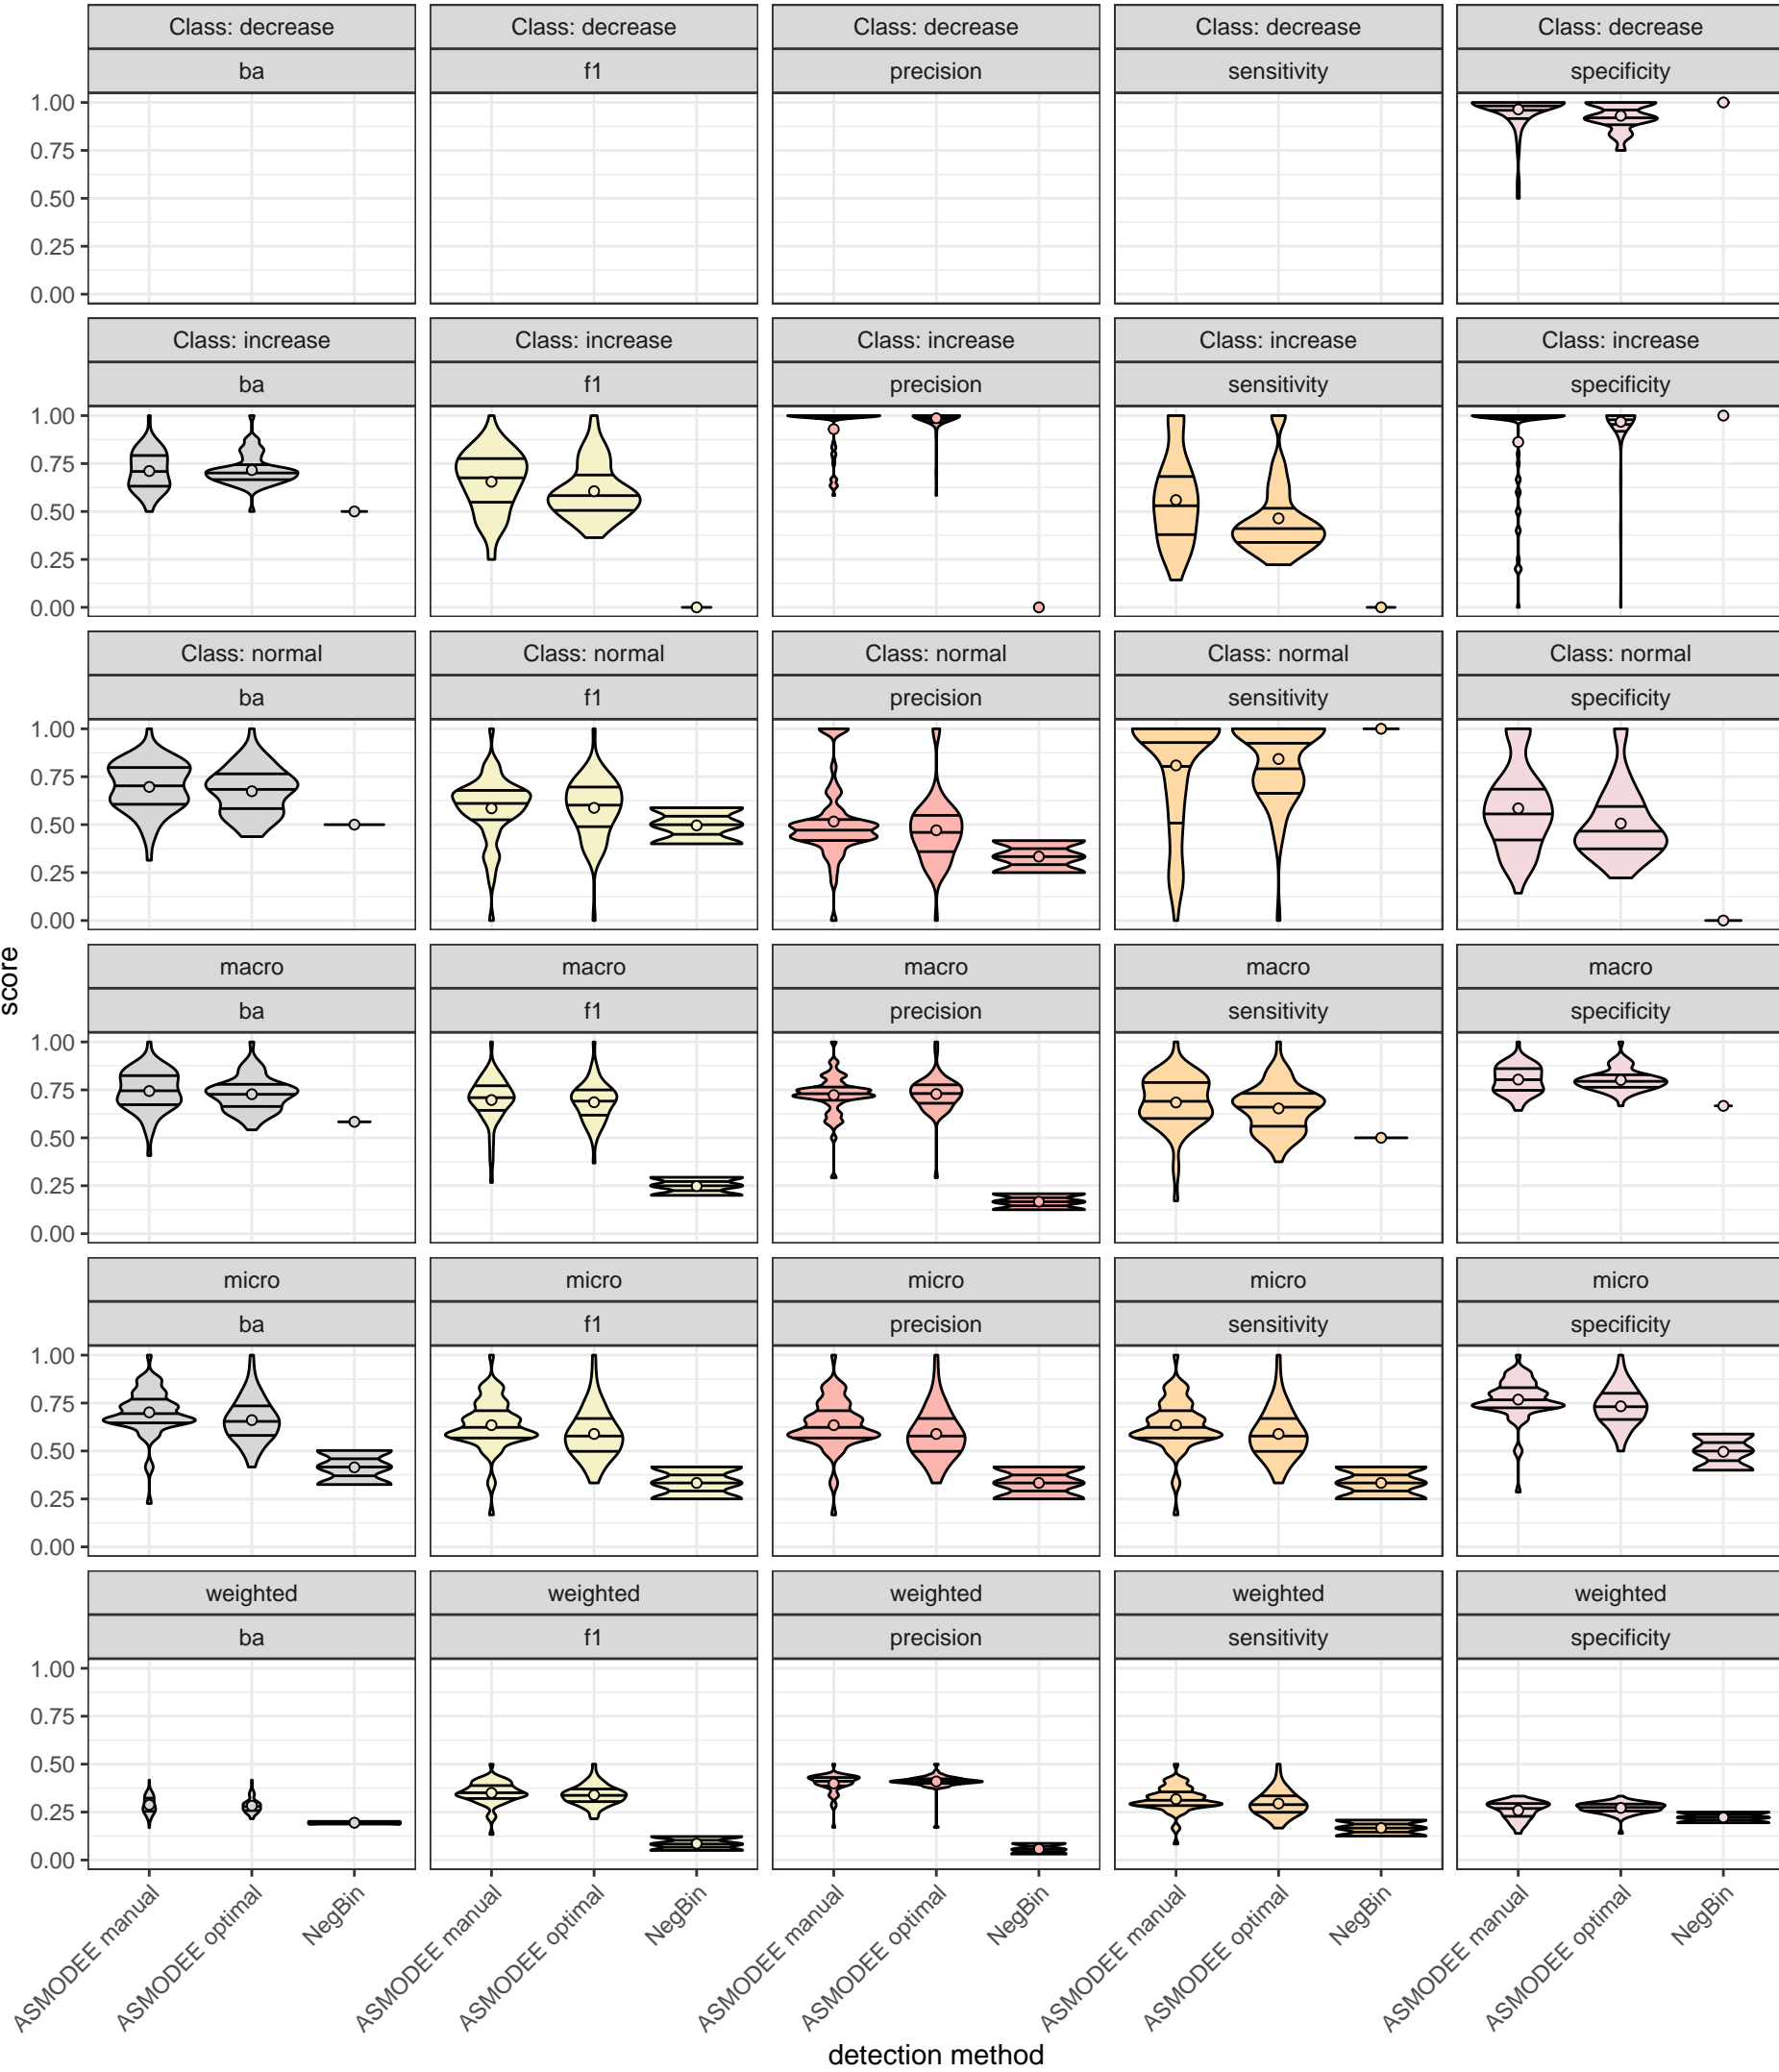 Class: decrease Class: decrease Class: decrease Class: decrease Class: decrease
ba f1 precision sensitivity specificity
1.00
0.75
0.50
0.25
0.00
Class: increase Class: increase Class: increase Class: increase Class: increase
ba f1 precision sensitivity specificity
1.00
0.75
0.50
0.25
0.00
Class: normal Class: normal Class: normal Class: normal Class: normal
ba f1 precision sensitivity specificity
1.00
0.75
0.50
0.25
0.00
score
macro macro macro macro macro
ba f1 precision sensitivity specificity
1.00
0.75
0.50
0.25
0.00
micro micro micro micro micro
ba f1 precision sensitivity specificity
1.00
0.75
0.50
0.25
0.00
weighted weighted weighted weighted weighted
ba f1 precision sensitivity specificity
1.00
0.75
0.50
0.25
0.00
ASMODEE manual ASMODEE optimal NegBin ASMODEE manual ASMODEE optimal NegBin ASMODEE manual ASMODEE optimal NegBin ASMODEE manual ASMODEE optimal NegBin ASMODEE manual ASMODEE optimal NegBin
detection method